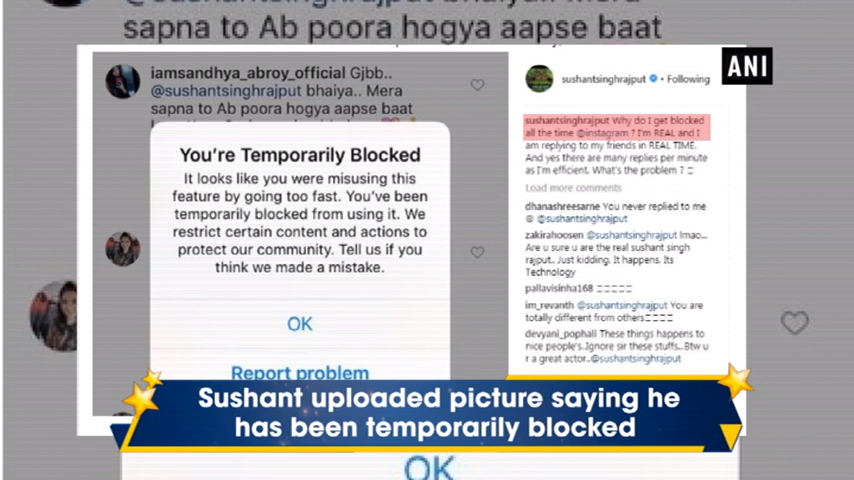 sapna to Ab poora hogya aapse baat
ANI
iamsandhya_abroy_official Gjbb..
@sushantsinghrajput bhaiya.. Mera
sapna to Ab poora hogya aapse baat
You're Temporarily Blocked
It looks like you were misusing this
feature by going too fast. You've been
temporarily blocked from using it. We
restrict certain content and actions to
protect our community. Tell us if you
think we made a mistake.
OK
Report problem
sushantsinghrajput • Following
sushantsinghrajput Why do I get blocked
all the time @instagram ? I'm REAL and I
am replying to my friends in REAL TIME.
And yes there are many replies per minute
as I'm efficient. What's the problem ?
Load more comments
dhanashreesarne You never replied to me
@sushantsinghrajput
zakirahoosen @sushantsinghrajput lmao...
Are u sure u are the real sushant singh
rajput.. Just kidding. It happens. Its
Technology
pallavisinha168
im_revanth @sushantsinghrajput You are
totally different from others
devyani_pophali These things happens to
nice people's..Ignore sir these stuffs...Btw u
r a great actor..@sushantsinghrajput
Sushant uploaded picture saying he
has been temporarily blocked
OK